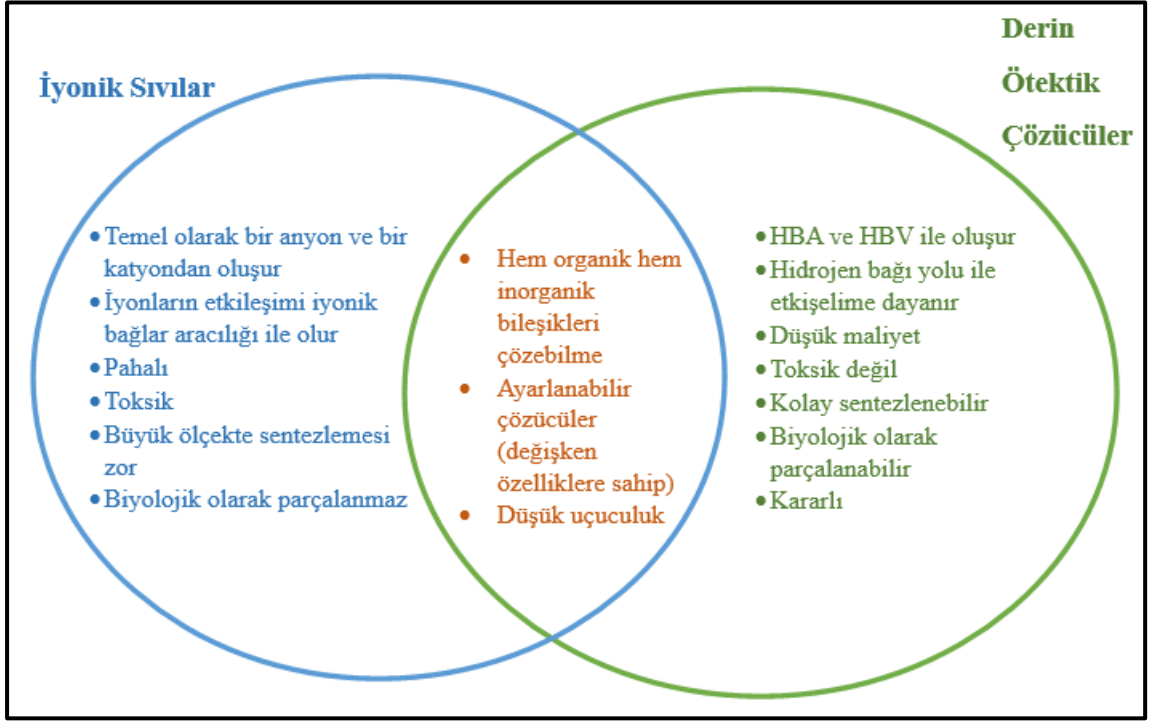 İyonik Sıvılar
• Temel olarak bir anyon ve bir
katyondan oluşur
• İyonların etkileşimi iyonik
bağlar aracılığı ile olur
• Pahalı
• Toksik
• Büyük ölçekte sentezlemesi
zor
• Biyolojik olarak parçalanmaz
• Hem organik hem
inorganik
bileşikleri
çözebilme
• Ayarlanabilir
çözücüler
(değişken
özelliklere sahip)
• Düşük uçuculuk
Derin
Ötektik
Çözücüler
• HBA ve HBV ile oluşur
• Hidrojen bağı yolu ile
etkişelime dayanır
• Düşük maliyet
• Toksik değil
• Kolay sentezlenebilir
• Biyolojik olarak
parçalanabilir
• Kararlı